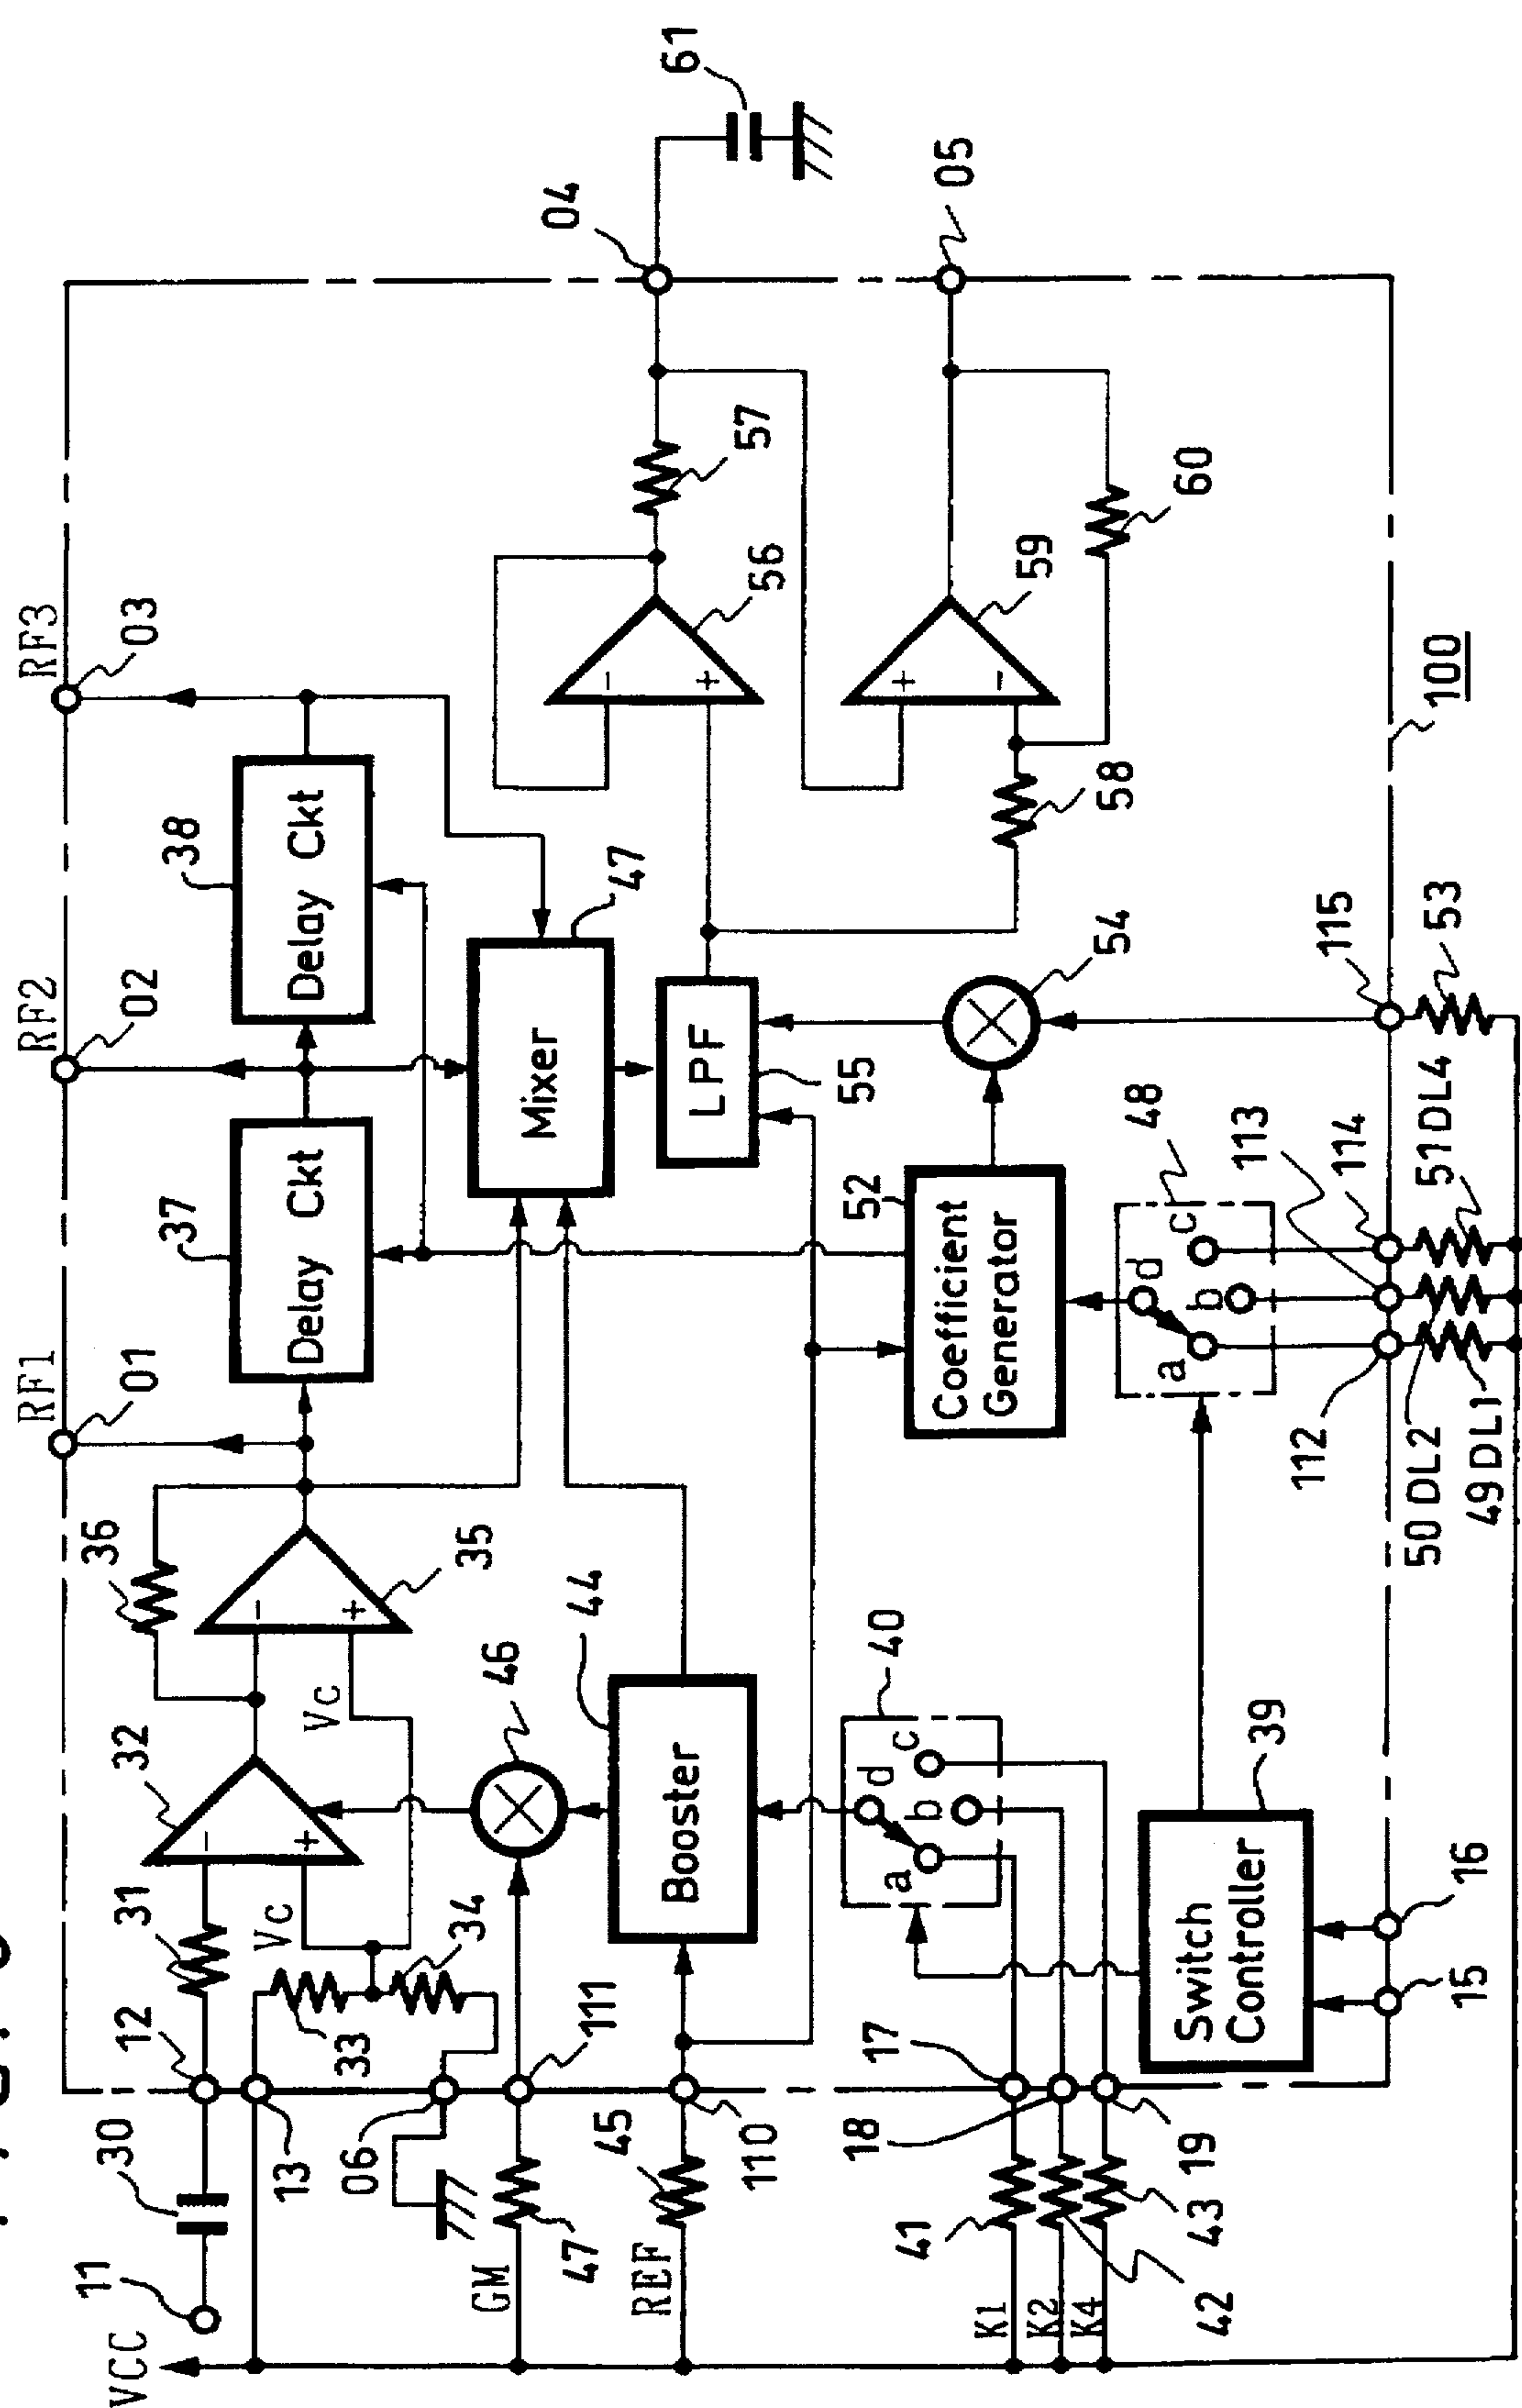 VCC
11
30
12
31
32
36
RF1
01
37
Delay Ckt
RF2
02
38
Delay Ckt
RF3
03
13
33
Vc
34
Vc
35
-
+
-
+
06
GM
47
111
46
47
Mixer
-
+
56
57
04
61
REF
45
110
44
Booster
LPF
55
54
58
+
-
59
60
05
40
a
b
c
d
52
Coefficient
Generator
K1
K2
K4
41
42
43
17
18
19
39
Switch
Controller
15
16
48
a
b
c
d
112
113
114
115
100
50 DL2
49 DL1
51 DL4
53